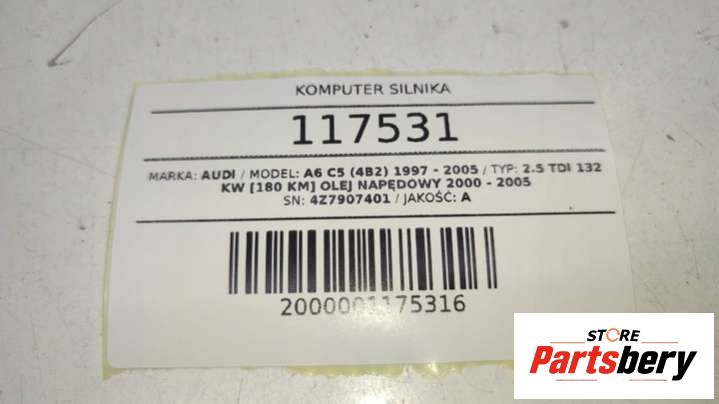 KOMPUTER SILNIKA
117531
MARKA: AUDI / MODEL: A6 C5 (4B2) 1997 - 2005 / TYP: 2.5 TDI 132
KW [180 KM] OLEJ NAPĘDOWY 2000 - 2005
SN: 4Z7907401 / JAKOŚĆ: A
2000001175316
STORE
Partsbery